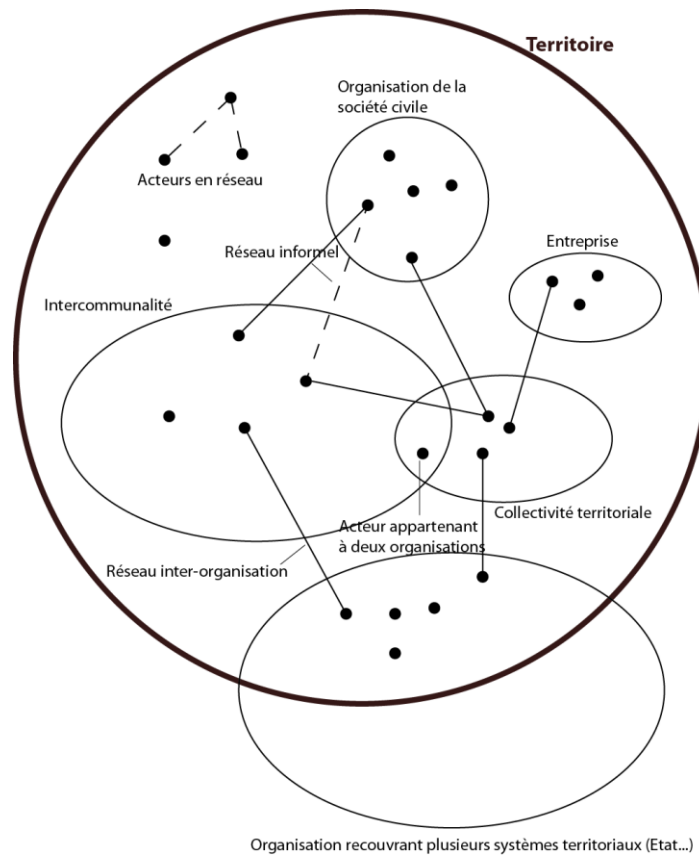 Territoire
Organisation de la
société civile
Acteurs en réseau
Réseau informel
Entreprise
Intercommunalité
Collectivité territoriale
Acteur appartenant
à deux organisations
Réseau inter-organisation
Organisation recouvrant plusieurs systèmes territoriaux (Etat...)